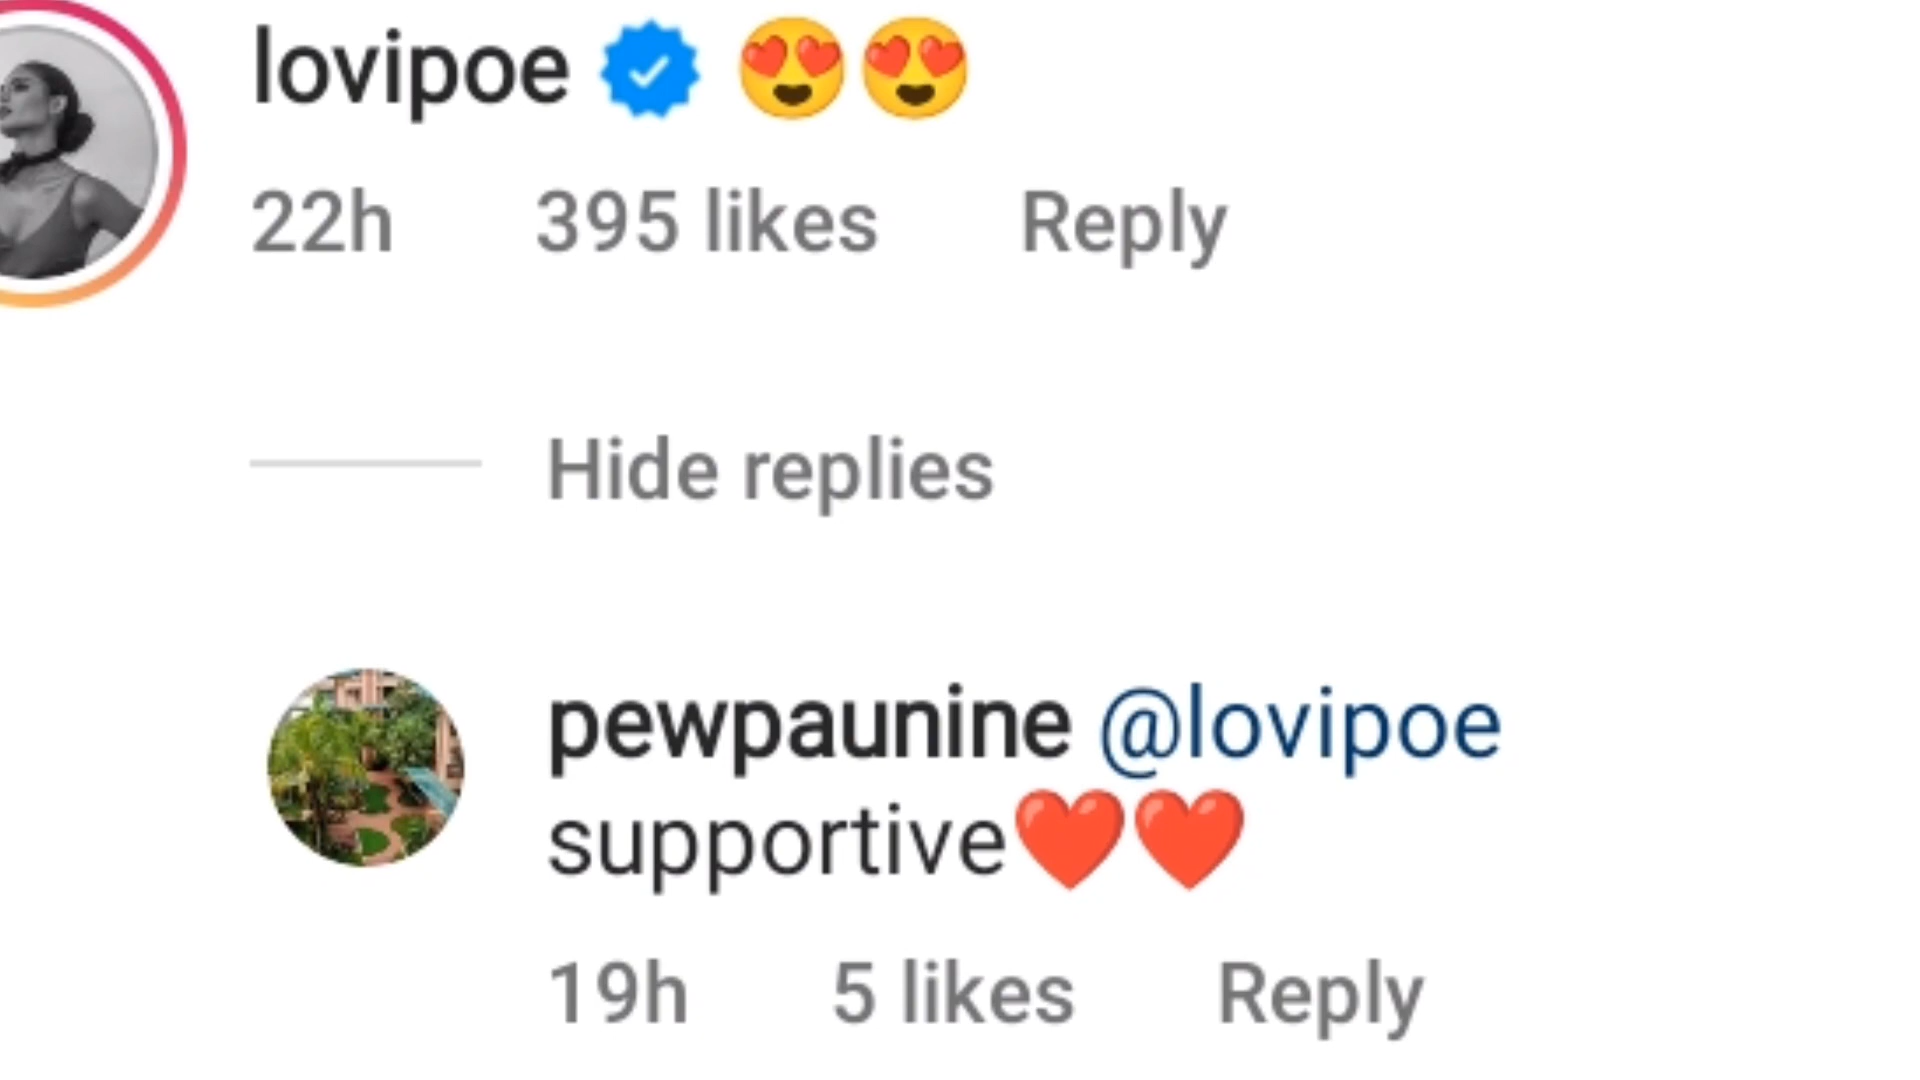 lovipoe 😍😍
22h 395 likes Reply
Hide replies
pewpaunine @lovipoe
supportive❤️❤️
19h 5 likes Reply